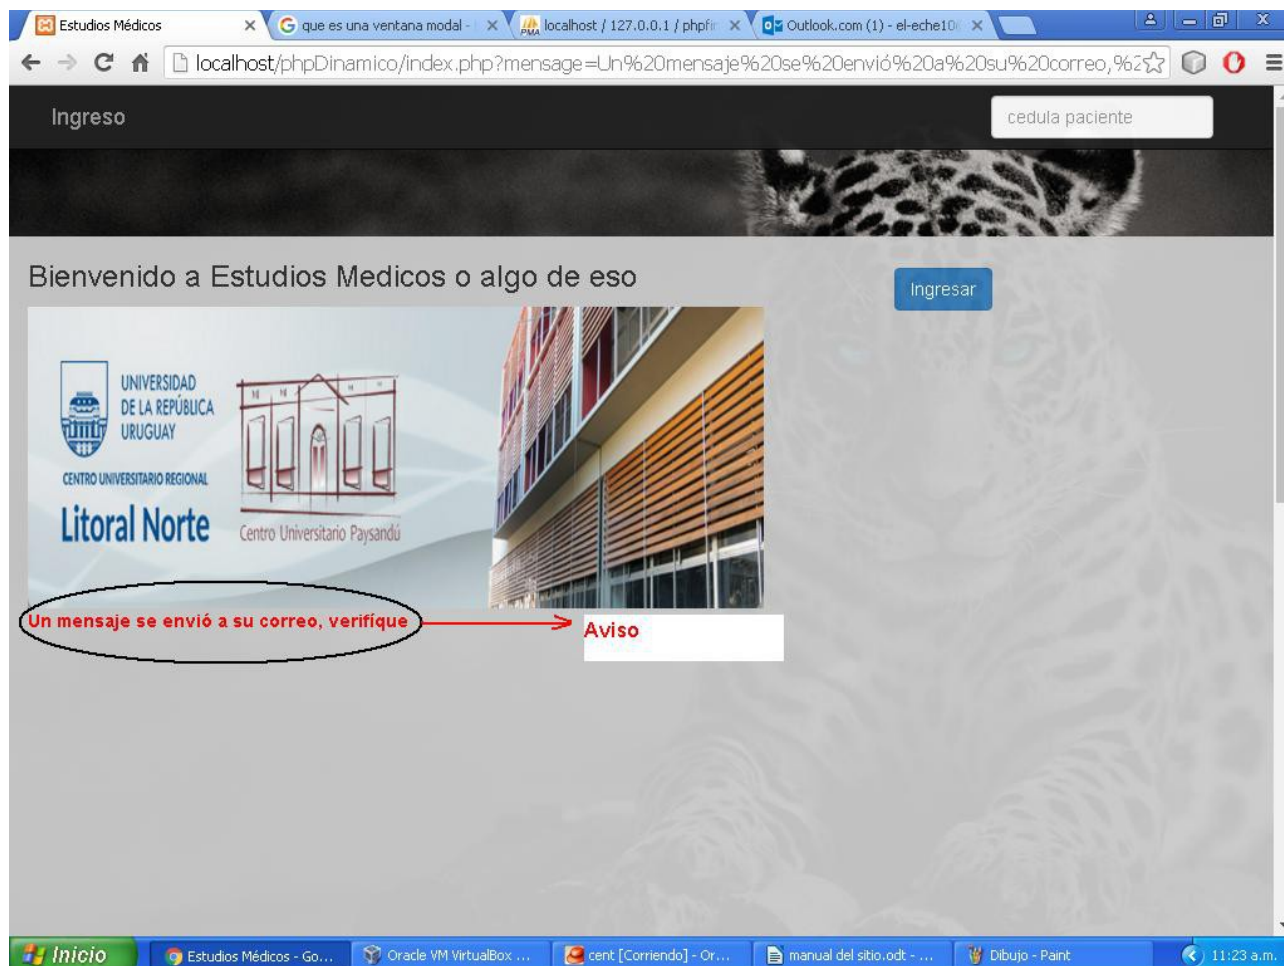 Estudios Médicos
que es una ventana modal -
localhost / 127.0.0.1 / phpfi
Outlook.com (1) - el-eche10
localhost/phpDinamico/index.php?mensage=Un%20mensaje%20se%20envió%20a%20su%20correo,%2
Ingreso
cedula paciente
Bienvenido a Estudios Medicos o algo de eso
Ingresar
UNIVERSIDAD
DE LA REPÚBLICA
URUGUAY
CENTRO UNIVERSITARIO REGIONAL
Litoral Norte
Centro Universitario Paysandú
Un mensaje se envió a su correo, verifíque
Aviso
Inicio
Estudios Médicos - Go...
Oracle VM VirtualBox ...
cent [Corriendo] - Or...
manual del sitio.odt - ...
Dibujo - Paint
11:23 a.m.